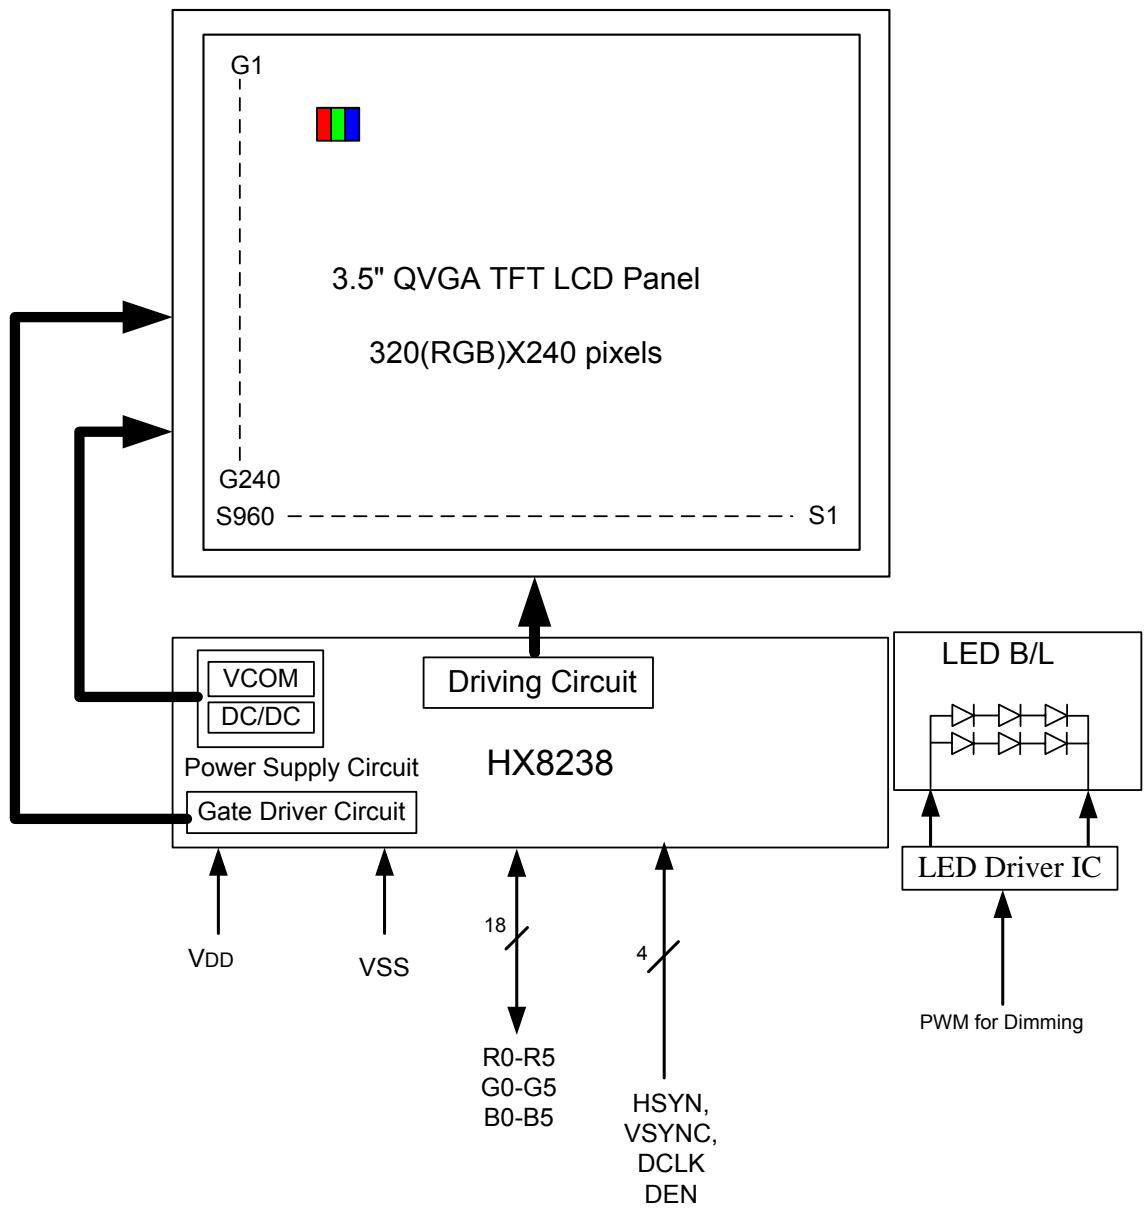 G1
3.5" QVGA TFT LCD Panel
320(RGB)X240 pixels
G240
S960 S1
LED B/L
VCOM
Driving Circuit
DC/DC
HX8238
Power Supply Circuit
Gate Driver Circuit
LED Driver IC
18
4
VDD
VSS
PWM for Dimming
R0-R5
G0-G5
B0-B5
HSYN,
VSYNC,
DCLK
DEN